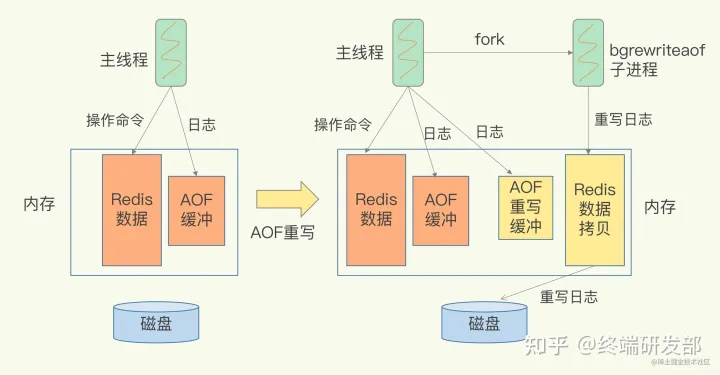 主线程
操作命令
日志
内存
Redis
数据
AOF
缓冲
磁盘
AOF重写
主线程
fork
bgrewriteaof
子进程
操作命令
日志
日志
重写日志
Redis
数据
AOF
缓冲
AOF
重写
缓冲
Redis
数据
拷贝
内存
重写日志
磁盘
知乎 @终端研发部
@稀土掘金技术社区